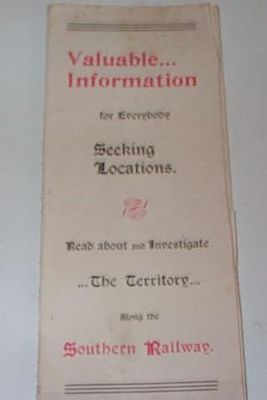 Valuable...
Information
for Everybody
Seeking
Locations.
Read about and Investigate
...The Territory...
Along the
Southern Railway.